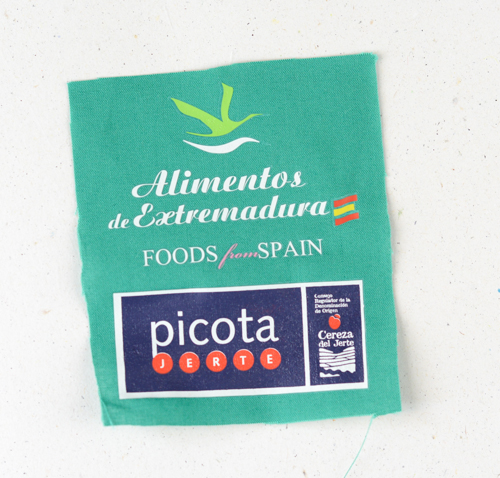 Alimentos
de Extremadura
FOODS from SPAIN
picota
JERTE
Consejo
Regulador de la
Denominación
de Origen
Cereza
del Jerte